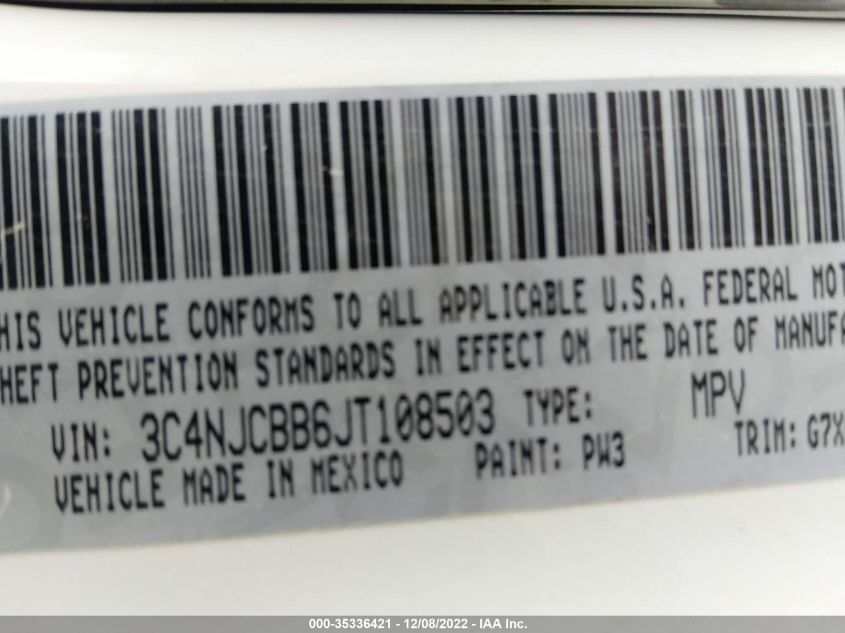 HIS VEHICLE CONFORMS TO ALL APPLICABLE U.S.A. FEDERAL MOT
HEFT PREVENTION STANDARDS IN EFFECT ON THE DATE OF MANUFA
VIN: 3C4NJCBB6JT108503 TYPE: MPV
VEHICLE MADE IN MEXICO PAINT: PW3 TRIM: G7X
000-35336421 - 12/08/2022 - IAA Inc.